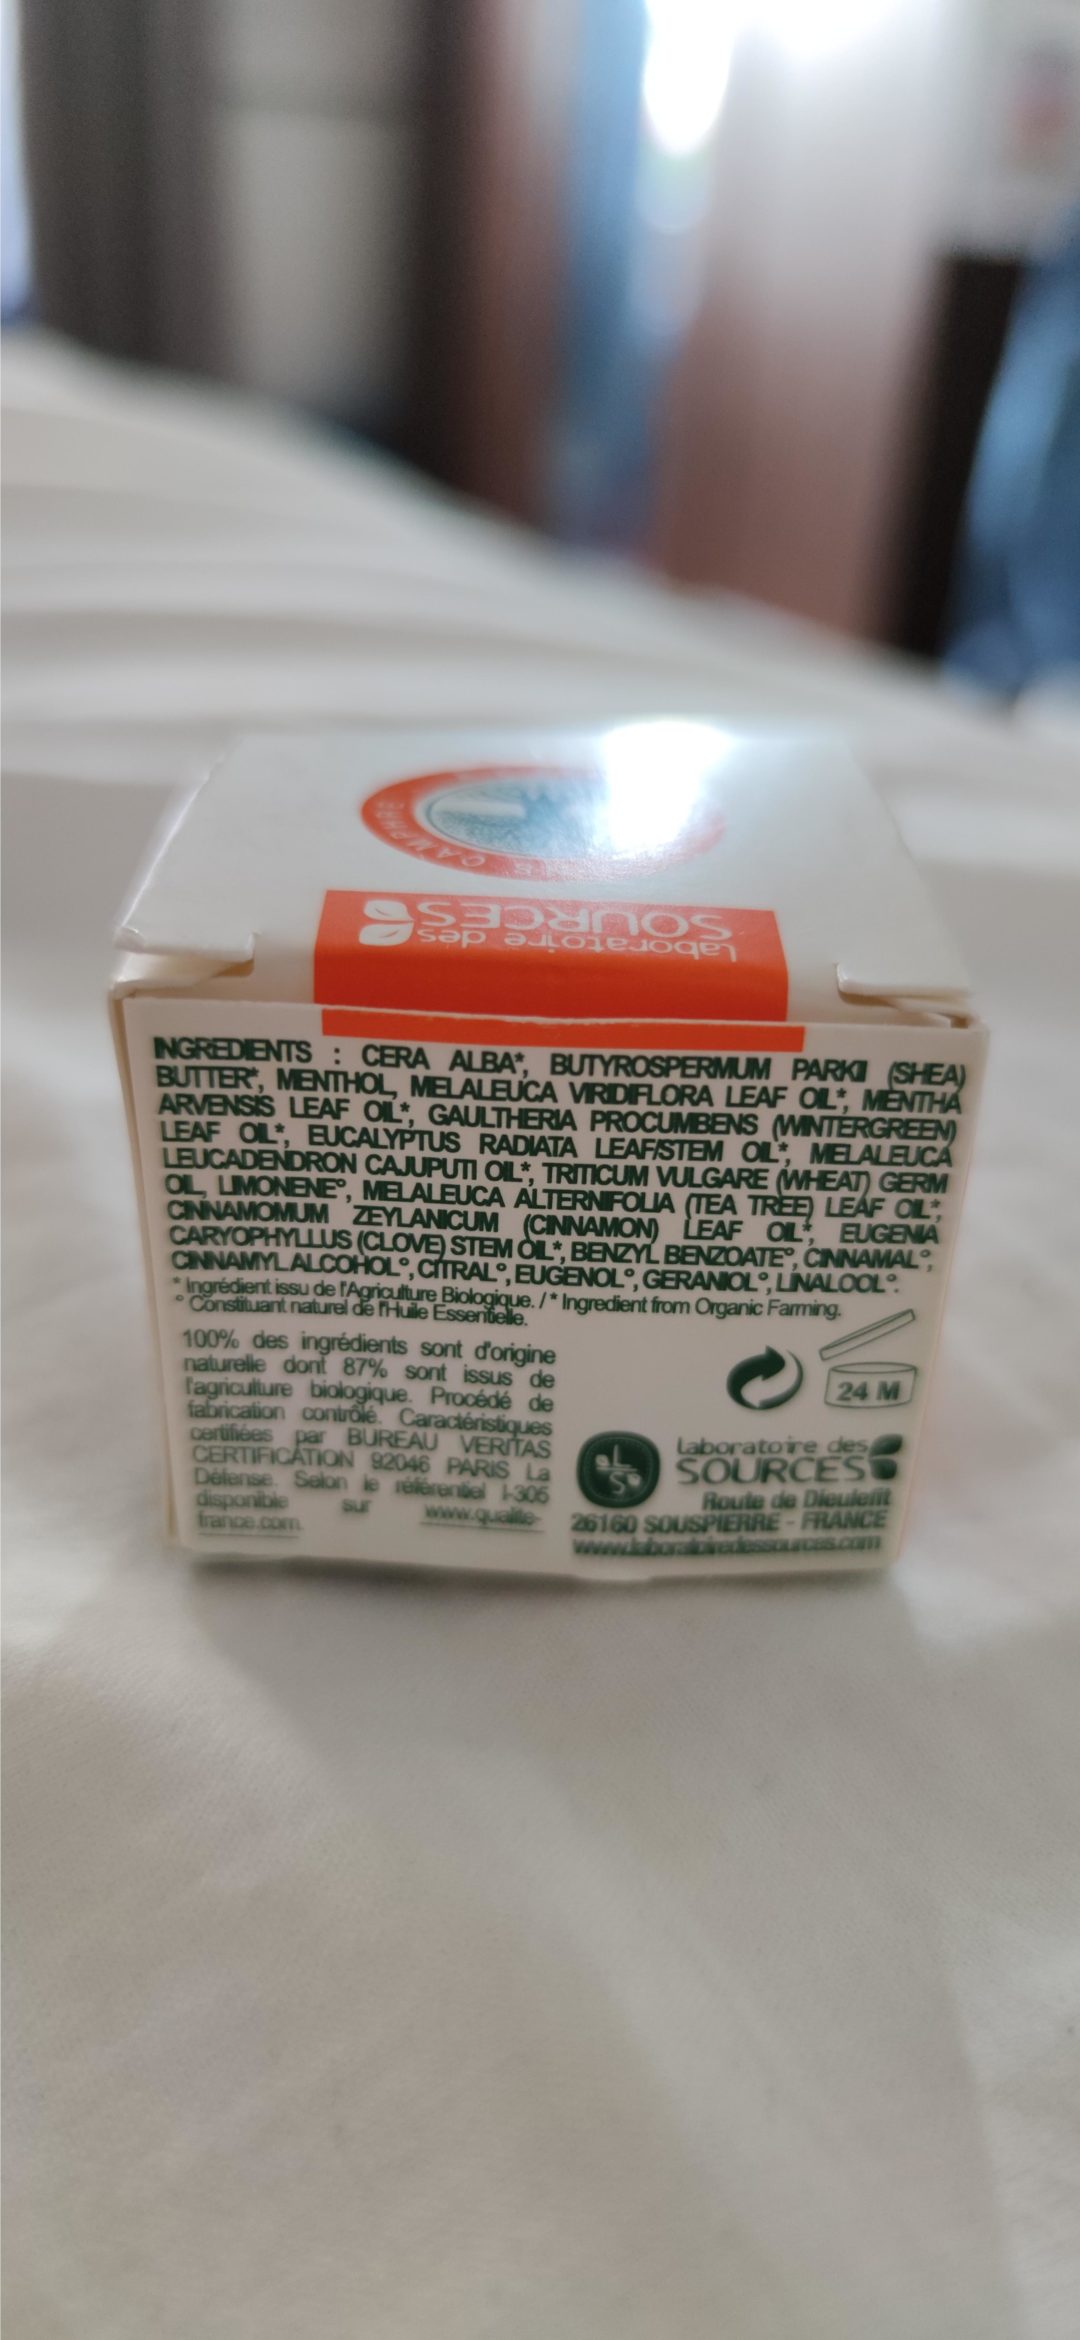 CAMPHRE
laboratoire des
SOURCES
INGREDIENTS : CERA ALBA*, BUTYROSPERMUM PARKII (SHEA)
BUTTER*, MENTHOL, MELALEUCA VIRIDIFLORA LEAF OIL*, MENTHA
ARVENSIS LEAF OIL*, GAULTHERIA PROCUMBENS (WINTERGREEN)
LEAF OIL*, EUCALYPTUS RADIATA LEAF/STEM OIL*, MELALEUCA
LEUCADENDRON CAJUPUTI OIL*, TRITICUM VULGARE (WHEAT) GERM
OIL, LIMONENE°, MELALEUCA ALTERNIFOLIA (TEA TREE) LEAF OIL*,
CINNAMOMUM ZEYLANICUM (CINNAMON) LEAF OIL*, EUGENIA
CARYOPHYLLUS (CLOVE) STEM OIL*, BENZYL BENZOATE°, CINNAMAL°,
CINNAMYL ALCOHOL°, CITRAL°, EUGENOL°, GERANIOL°, LINALOOL°.
* Ingrédient issu de l'Agriculture Biologique. / * Ingredient from Organic Farming.
° Constituant naturel de l'Huile Essentielle.
100% des ingrédients sont d'origine
naturelle dont 87% sont issus de
l'agriculture biologique. Procédé de
fabrication contrôlé. Caractéristiques
certifiées par BUREAU VERITAS
CERTIFICATION 92046 PARIS La
Défense. Selon le référentiel I-305
disponible sur www.qualite-
france.com.
24 M
LS
laboratoire des
SOURCES
Route de Dieulefit
26160 SOUSPIERRE - FRANCE
www.laboratoiredessources.com